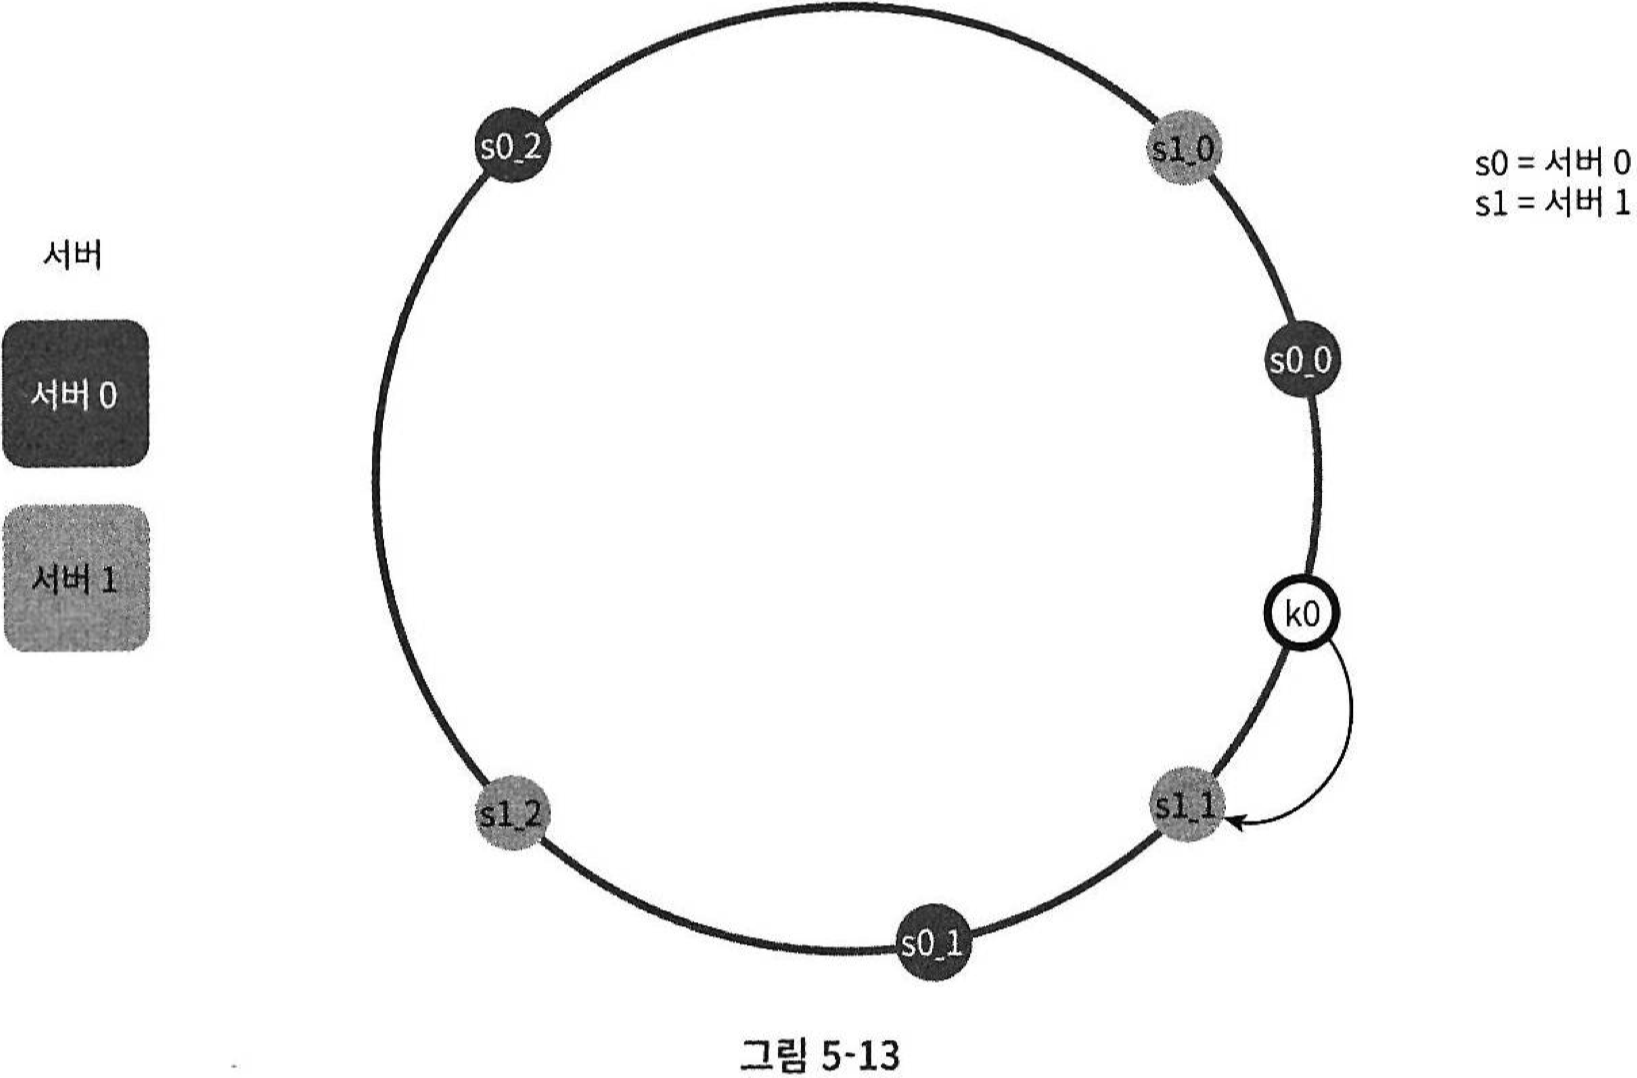 s0_2
s1_0
s0 = 서버 0
s1 = 서버 1
서버
서버 0
s0_0
서버 1
k0
s1_2
s1_1
s0_1
그림 5-13